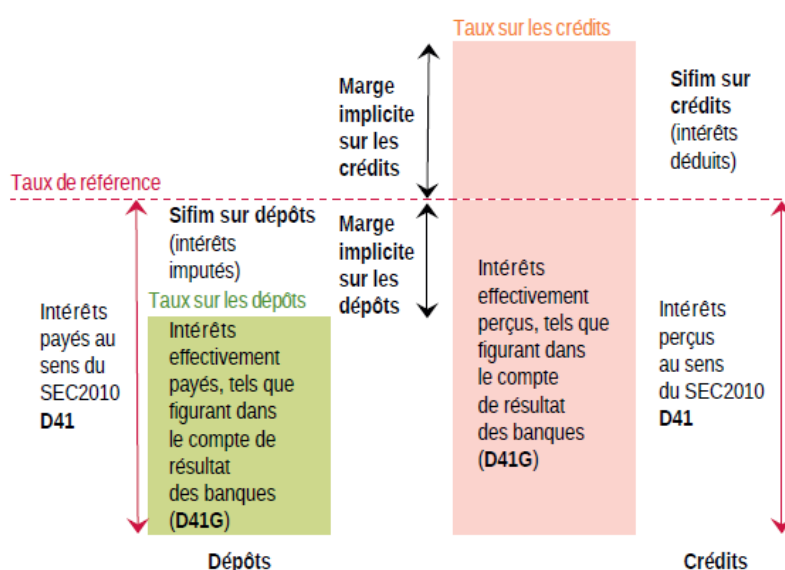 Taux sur les crédits
Marge
implicite
sur les
crédits
Sifim sur
crédits
(intérêts
déduits)
Taux de référence
Sifim sur dépôts
(intérêts
imputés)
Marge
implicite
sur les
dépôts
Taux sur les dépôts
Intérêts
payés au
sens du
SEC2010
D41
Intérêts
effectivement
payés, tels que
figurant dans
le compte de
résultat
des banques
(D41G)
Intérêts
effectivement
perçus, tels que
figurant dans
le compte
de résultat
des banques
(D41G)
Intérêts
perçus
au sens
du SEC2010
D41
Dépôts
Crédits